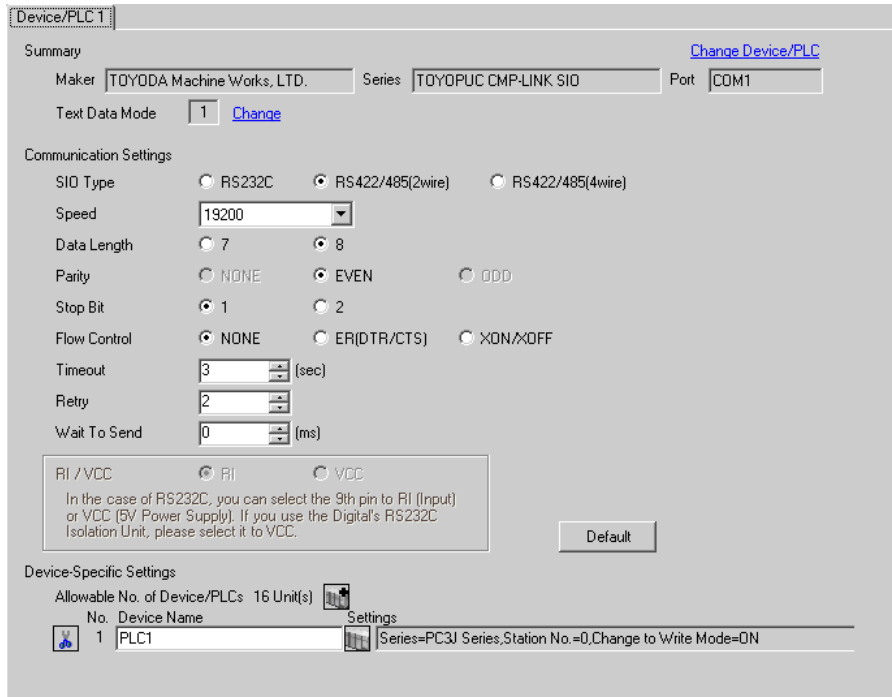 Device/PLC 1
Summary Change Device/PLC
Maker TOYODA Machine Works, LTD. Series TOYOPUC CMP-LINK SIO Port COM1
Text Data Mode 1 Change
Communication Settings
SIO Type RS232C RS422/485(2wire) RS422/485(4wire)
Speed 19200
Data Length 7 8
Parity NONE EVEN ODD
Stop Bit 1 2
Flow Control NONE ER(DTR/CTS) XON/XOFF
Timeout 3 (sec)
Retry 2
Wait To Send 0 (ms)
RI / VCC RI VCC
In the case of RS232C, you can select the 9th pin to RI (Input)
or VCC (5V Power Supply). If you use the Digital's RS232C
Isolation Unit, please select it to VCC.
Default
Device-Specific Settings
Allowable No. of Device/PLCs 16 Unit(s)
No. Device Name Settings
1 PLC1 Series=PC3J Series,Station No.=0,Change to Write Mode=ON